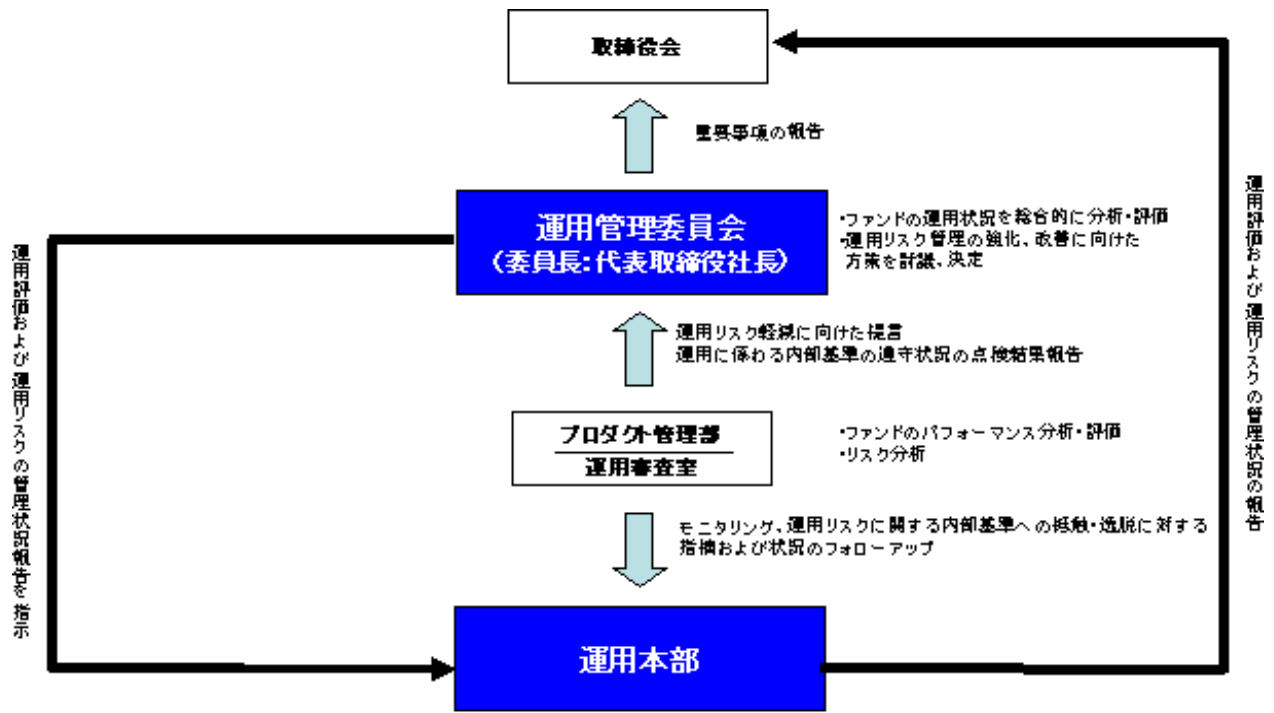 取締役会
重要事項の報告
運用管理委員会
（委員長：代表取締役社長）
・ファンドの運用状況を総合的に分析・評価
・運用リスク管理の強化、改善に向けた
方策を討議、決定
運用リスク軽減に向けた提言
運用に係わる内部基準の遵守状況の点検結果報告
プロダクト管理部
運用審査室
・ファンドのパフォーマンス分析・評価
・リスク分析
モニタリング、運用リスクに関する内部基準への抵触・逸脱に対する
指摘および状況のフォローアップ
運用本部
運用評価および運用リスクの管理状況報告を指示
運用評価および運用リスクの管理状況の報告